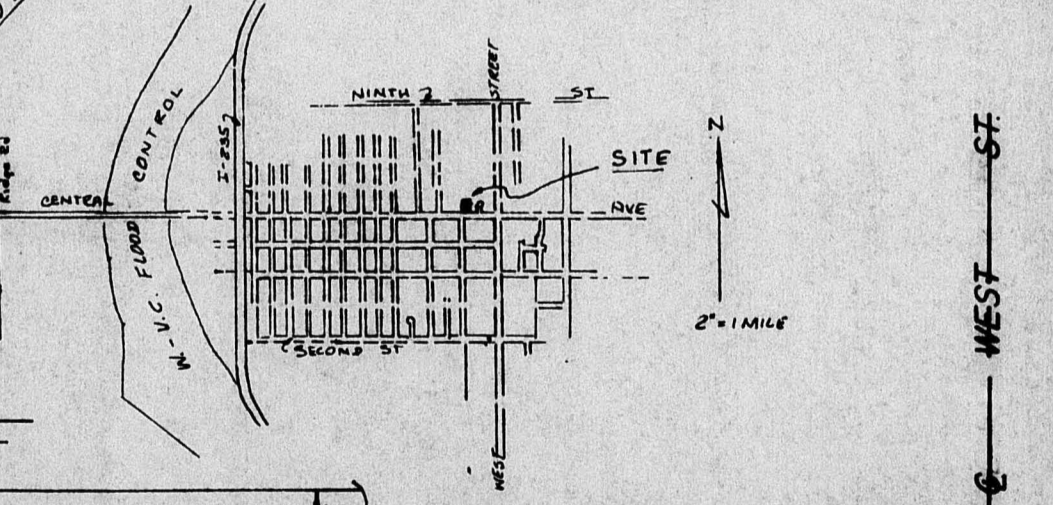 NINTH ST
STREET
I-235
SITE
Ridge Rd
CENTRAL AVE
W-V.C. FLOOD CONTROL
SECOND ST
WEST
N
2"=1 MILE
WEST ST.